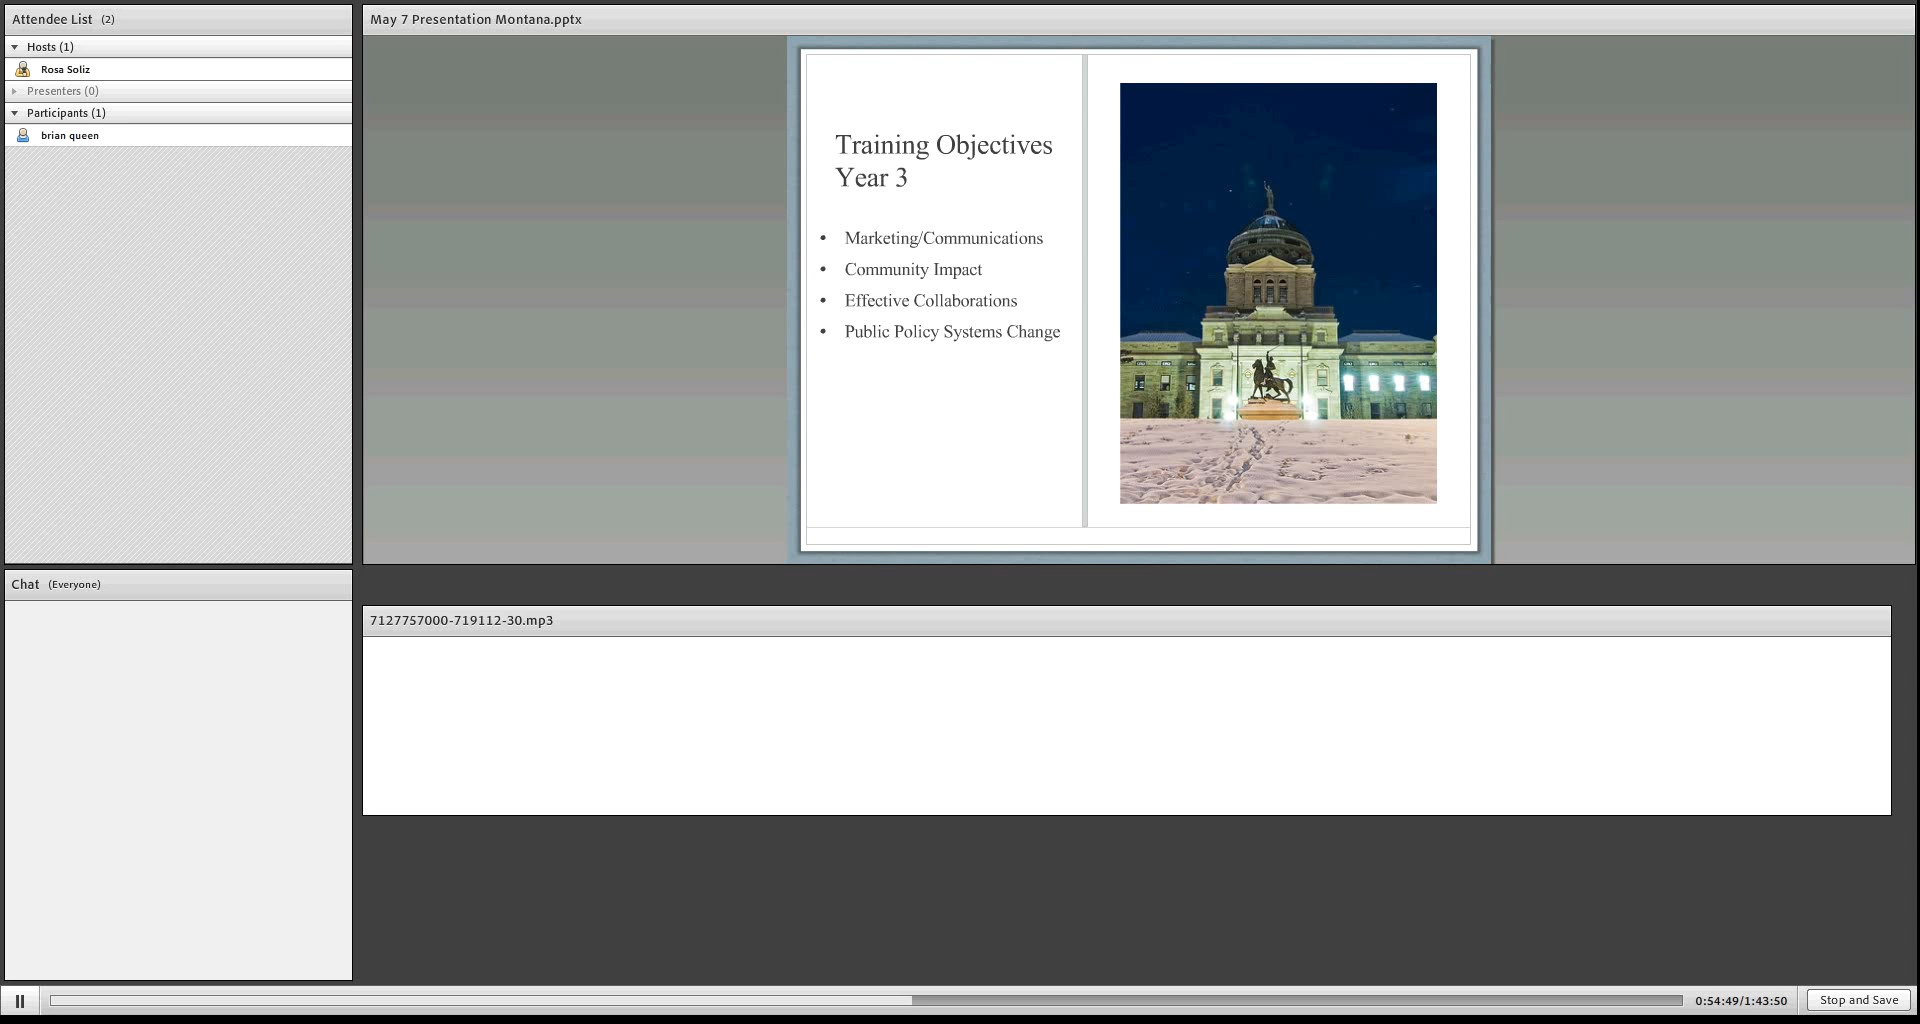 Attendee List (2)
Hosts (1)
Rosa Soliz
Presenters (0)
Participants (1)
brian queen
Chat (Everyone)
May 7 Presentation Montana.pptx
Training Objectives
Year 3
• Marketing/Communications
• Community Impact
• Effective Collaborations
• Public Policy Systems Change
7127757000-719112-30.mp3
0:54:49/1:43:50
Stop and Save